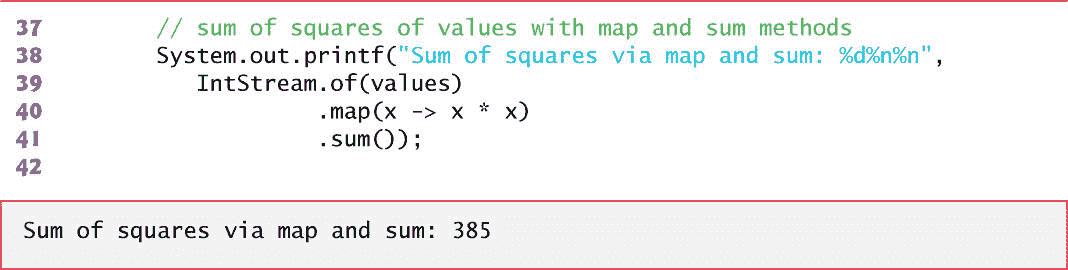 37 // sum of squares of values with map and sum methods
38 System.out.printf("Sum of squares via map and sum: %d%n%n",
39 IntStream.of(values)
40 .map(x -> x * x)
41 .sum());
42
Sum of squares via map and sum: 385